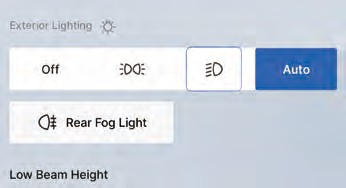 Exterior Lighting
Off Auto
Rear Fog Light
Low Beam Height